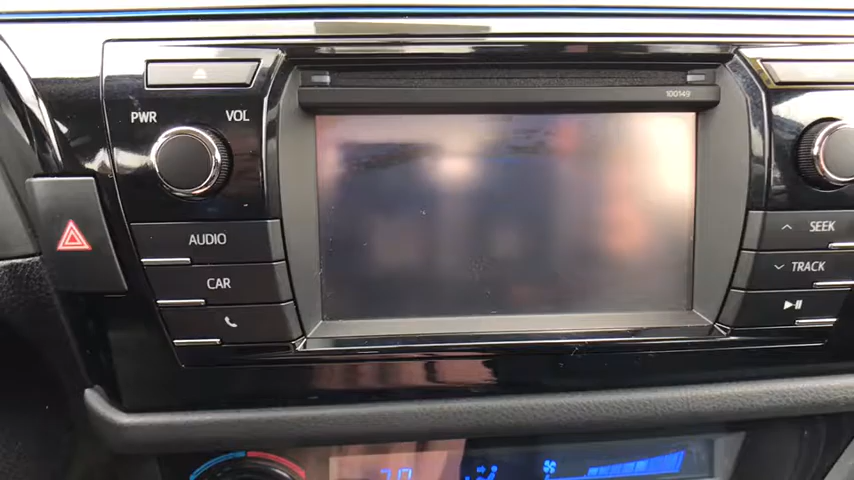 100149
PWR
VOL
AUDIO
CAR
SEEK
TRACK